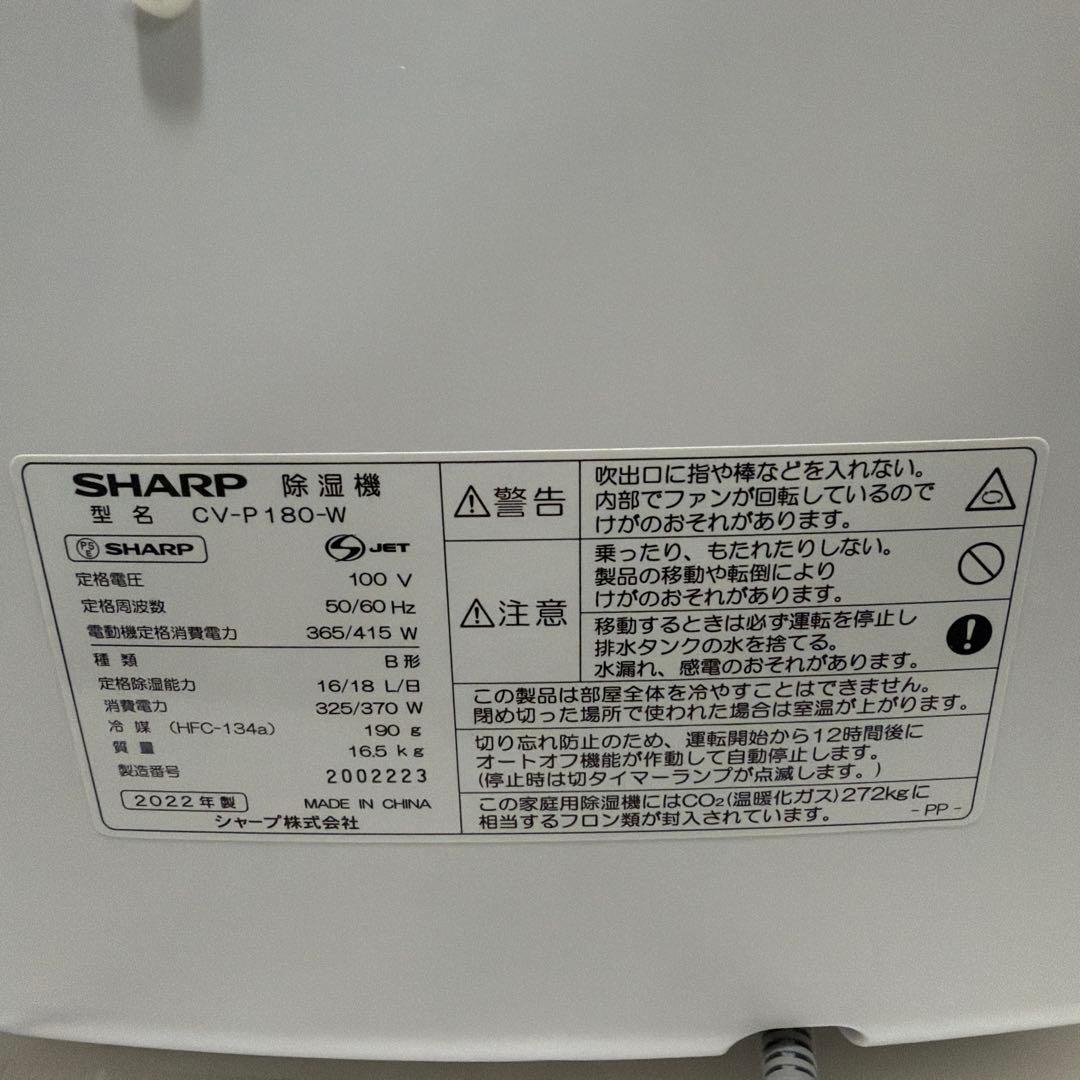 SHARP 除湿機
型名 CV-P180-W
PSE SHARP JET
定格電圧 100 V
定格周波数 50/60 Hz
電動機定格消費電力 365/415 W
種類 B形
定格除湿能力 16/18 L/日
消費電力 325/370 W
冷媒 (HFC-134a) 190 g
質量 16.5 kg
製造番号 2002223
2022年製 MADE IN CHINA
シャープ株式会社
警告
吹出口に指や棒などを入れない。
内部でファンが回転しているので
けがのおそれがあります。
注意
乗ったり、もたれたりしない。
製品の移動や転倒により
けがのおそれがあります。
移動するときは必ず運転を停止し
排水タンクの水を捨てる。
水漏れ、感電のおそれがあります。
この製品は部屋全体を冷やすことはできません。
閉め切った場所で使われた場合は室温が上がります。
切り忘れ防止のため、運転開始から12時間後に
オートオフ機能が作動して自動停止します。
(停止時は切タイマーランプが点滅します。)
この家庭用除湿機にはCO₂(温暖化ガス)272kgに
相当するフロン類が封入されています。 -PP-